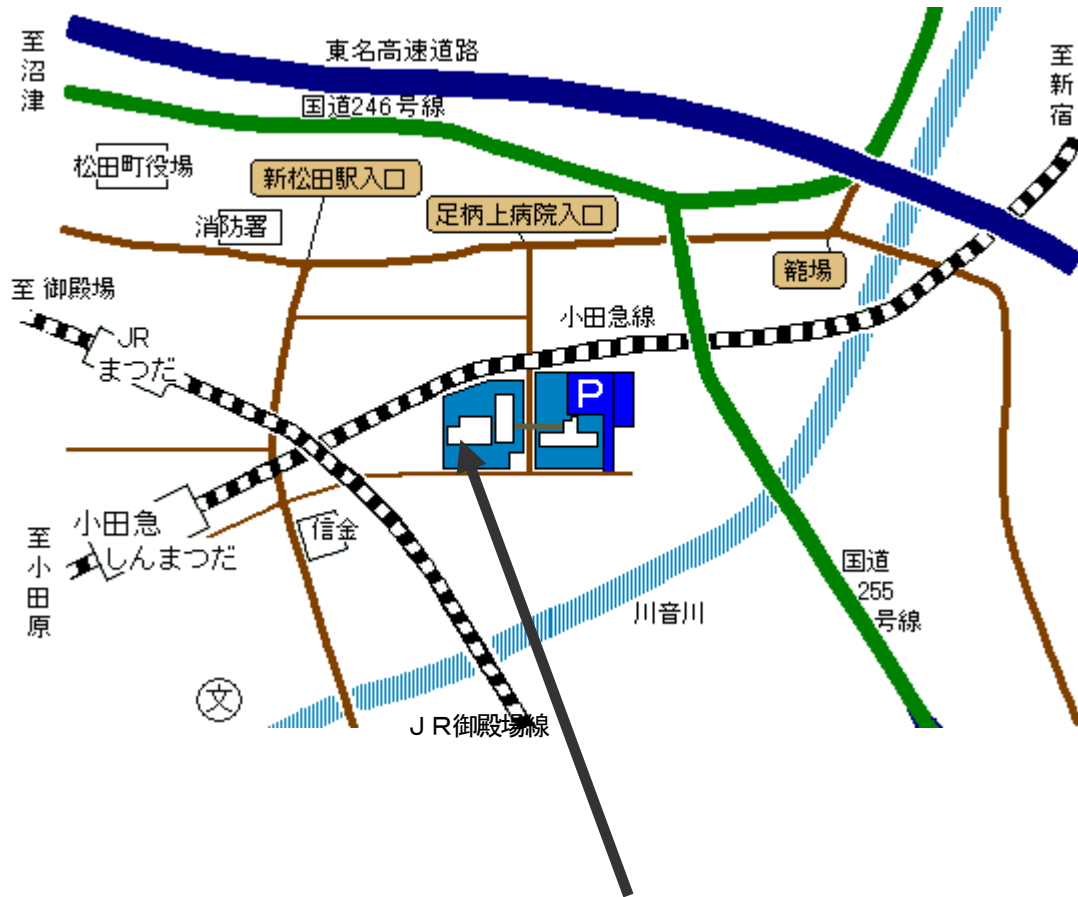 至沼津
東名高速道路
至新宿
国道246号線
松田町役場
新松田駅入口
足柄上病院入口
消防署
籠場
至 御殿場
小田急線
JR
まつだ
P
小田急
しんまつだ
信金
至小田原
国道
255
号線
川音川
文
ＪＲ御殿場線